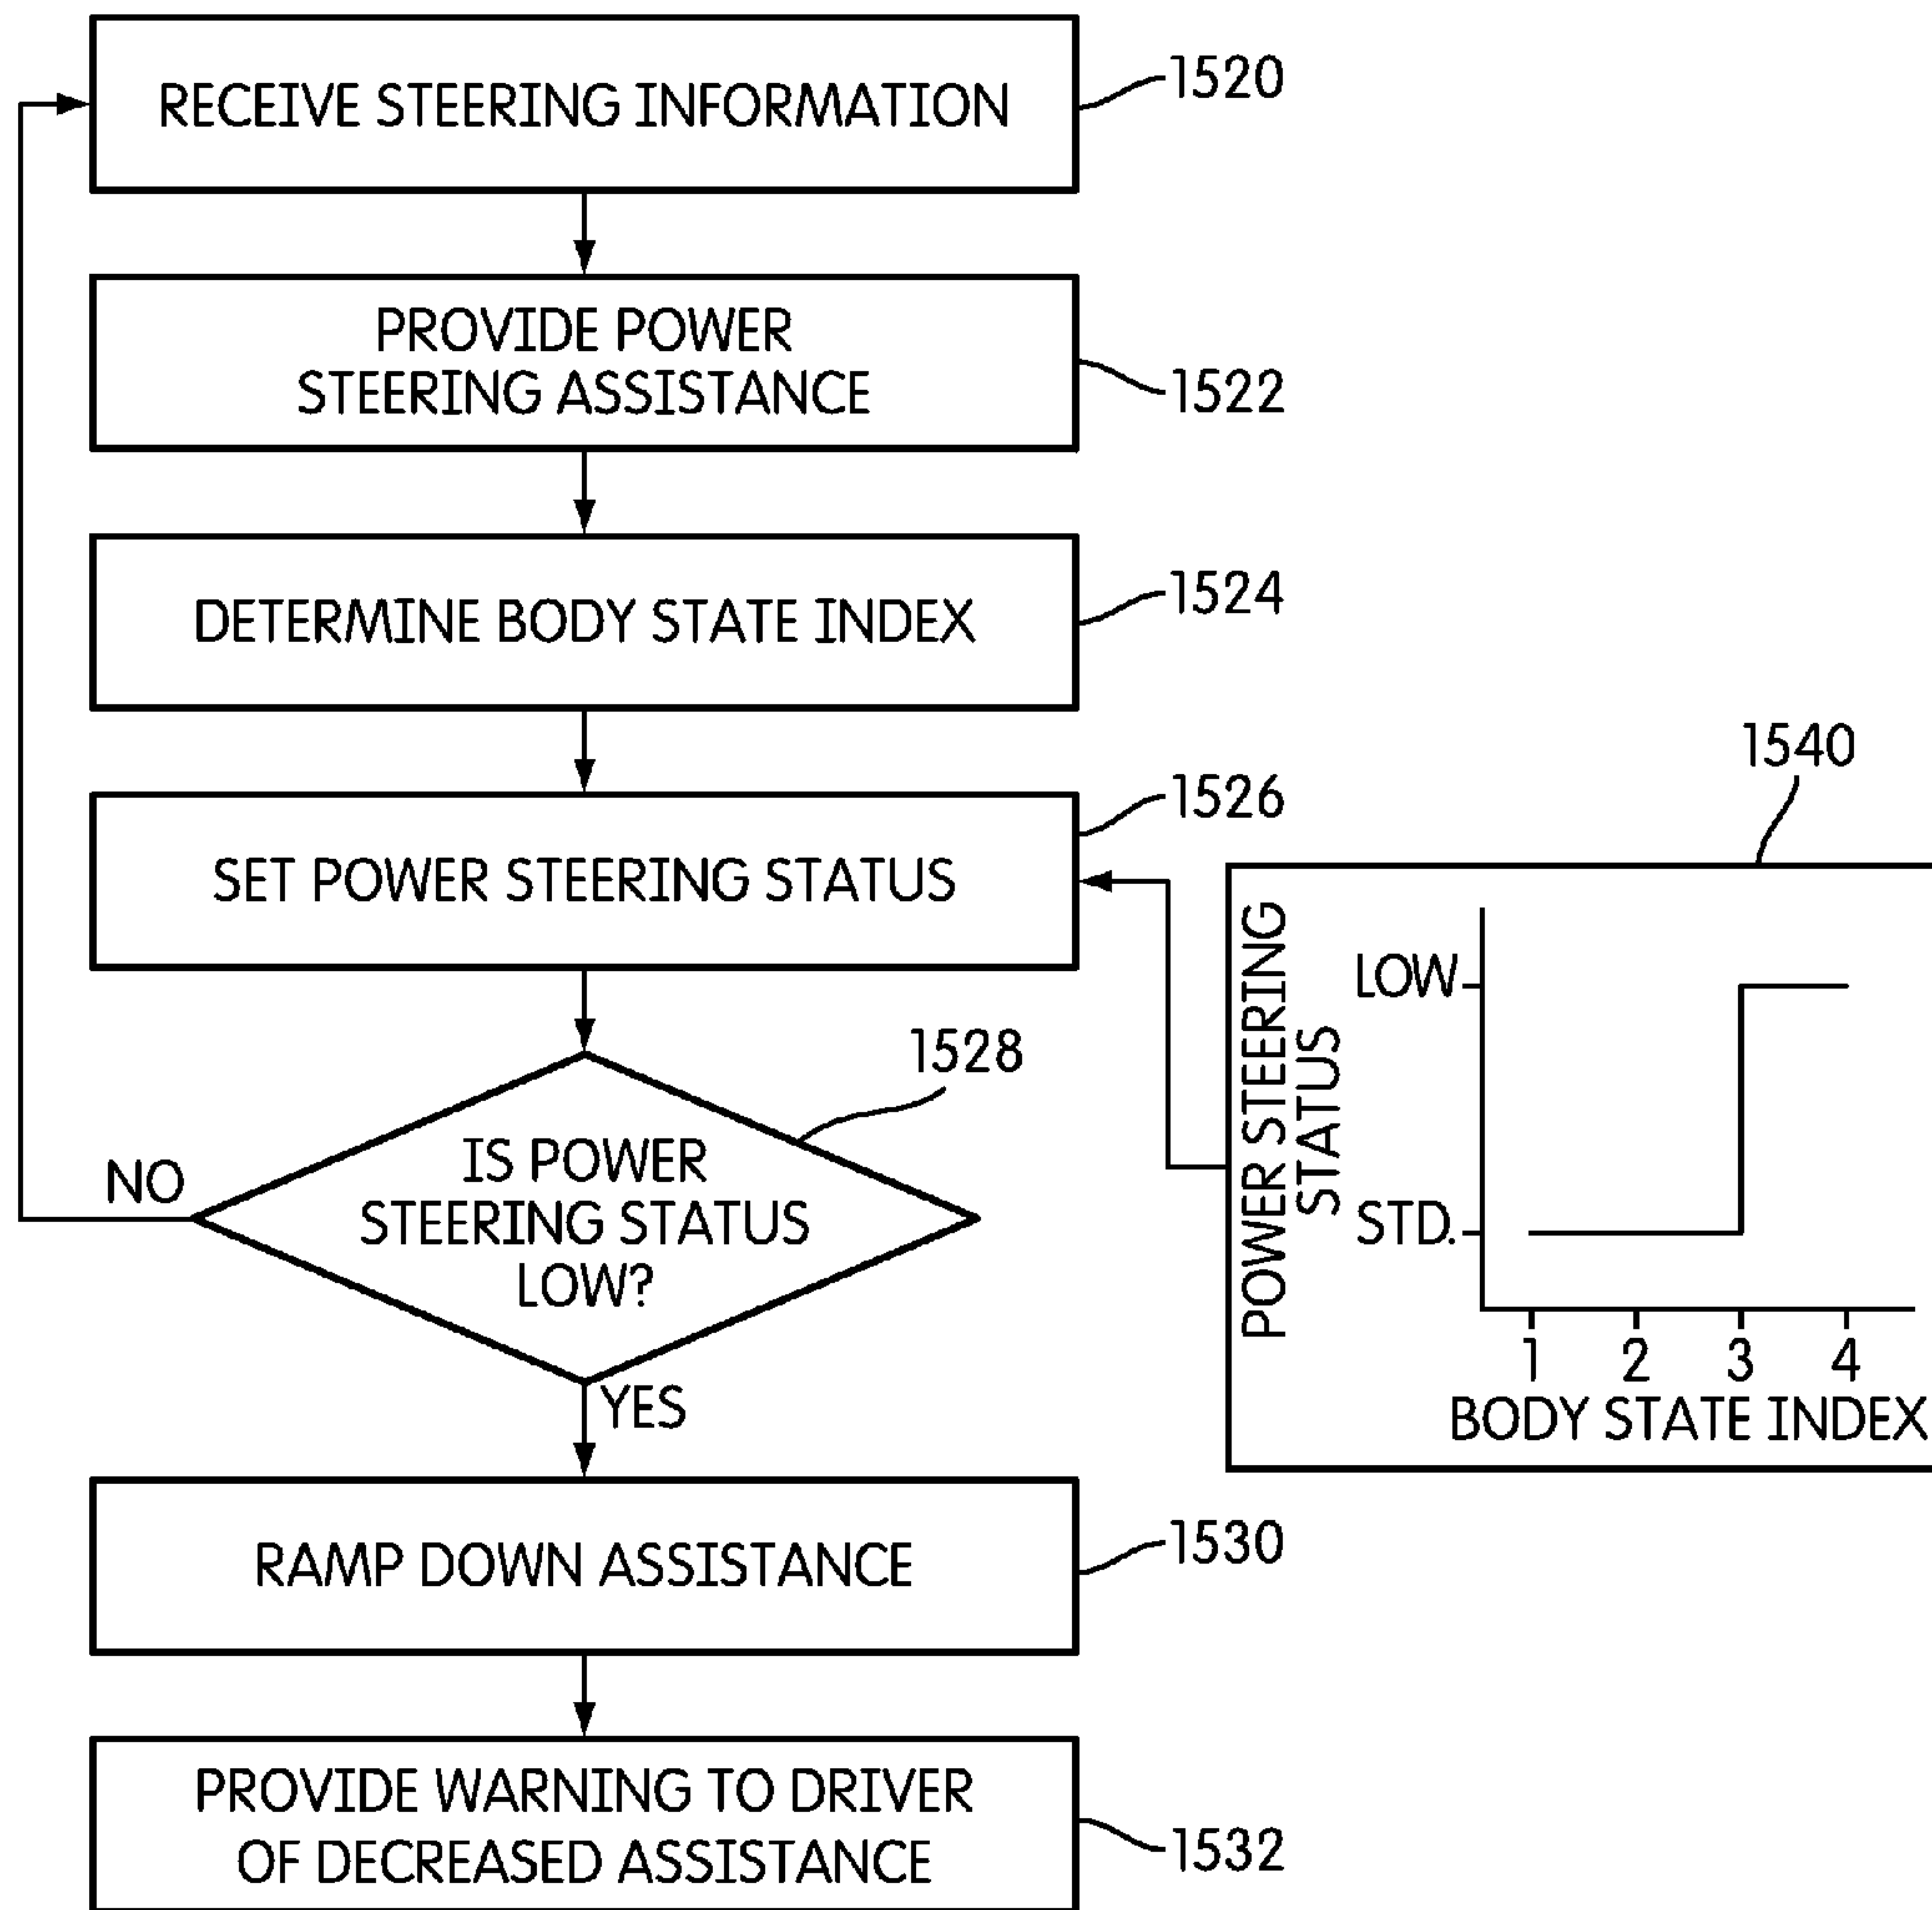 RECEIVE STEERING INFORMATION
1520
PROVIDE POWER
STEERING ASSISTANCE
1522
DETERMINE BODY STATE INDEX
1524
SET POWER STEERING STATUS
1526
IS POWER
STEERING STATUS
LOW?
1528
NO
YES
RAMP DOWN ASSISTANCE
1530
PROVIDE WARNING TO DRIVER
OF DECREASED ASSISTANCE
1532
1540
POWER STEERING
STATUS
LOW
STD.
1 2 3 4
BODY STATE INDEX